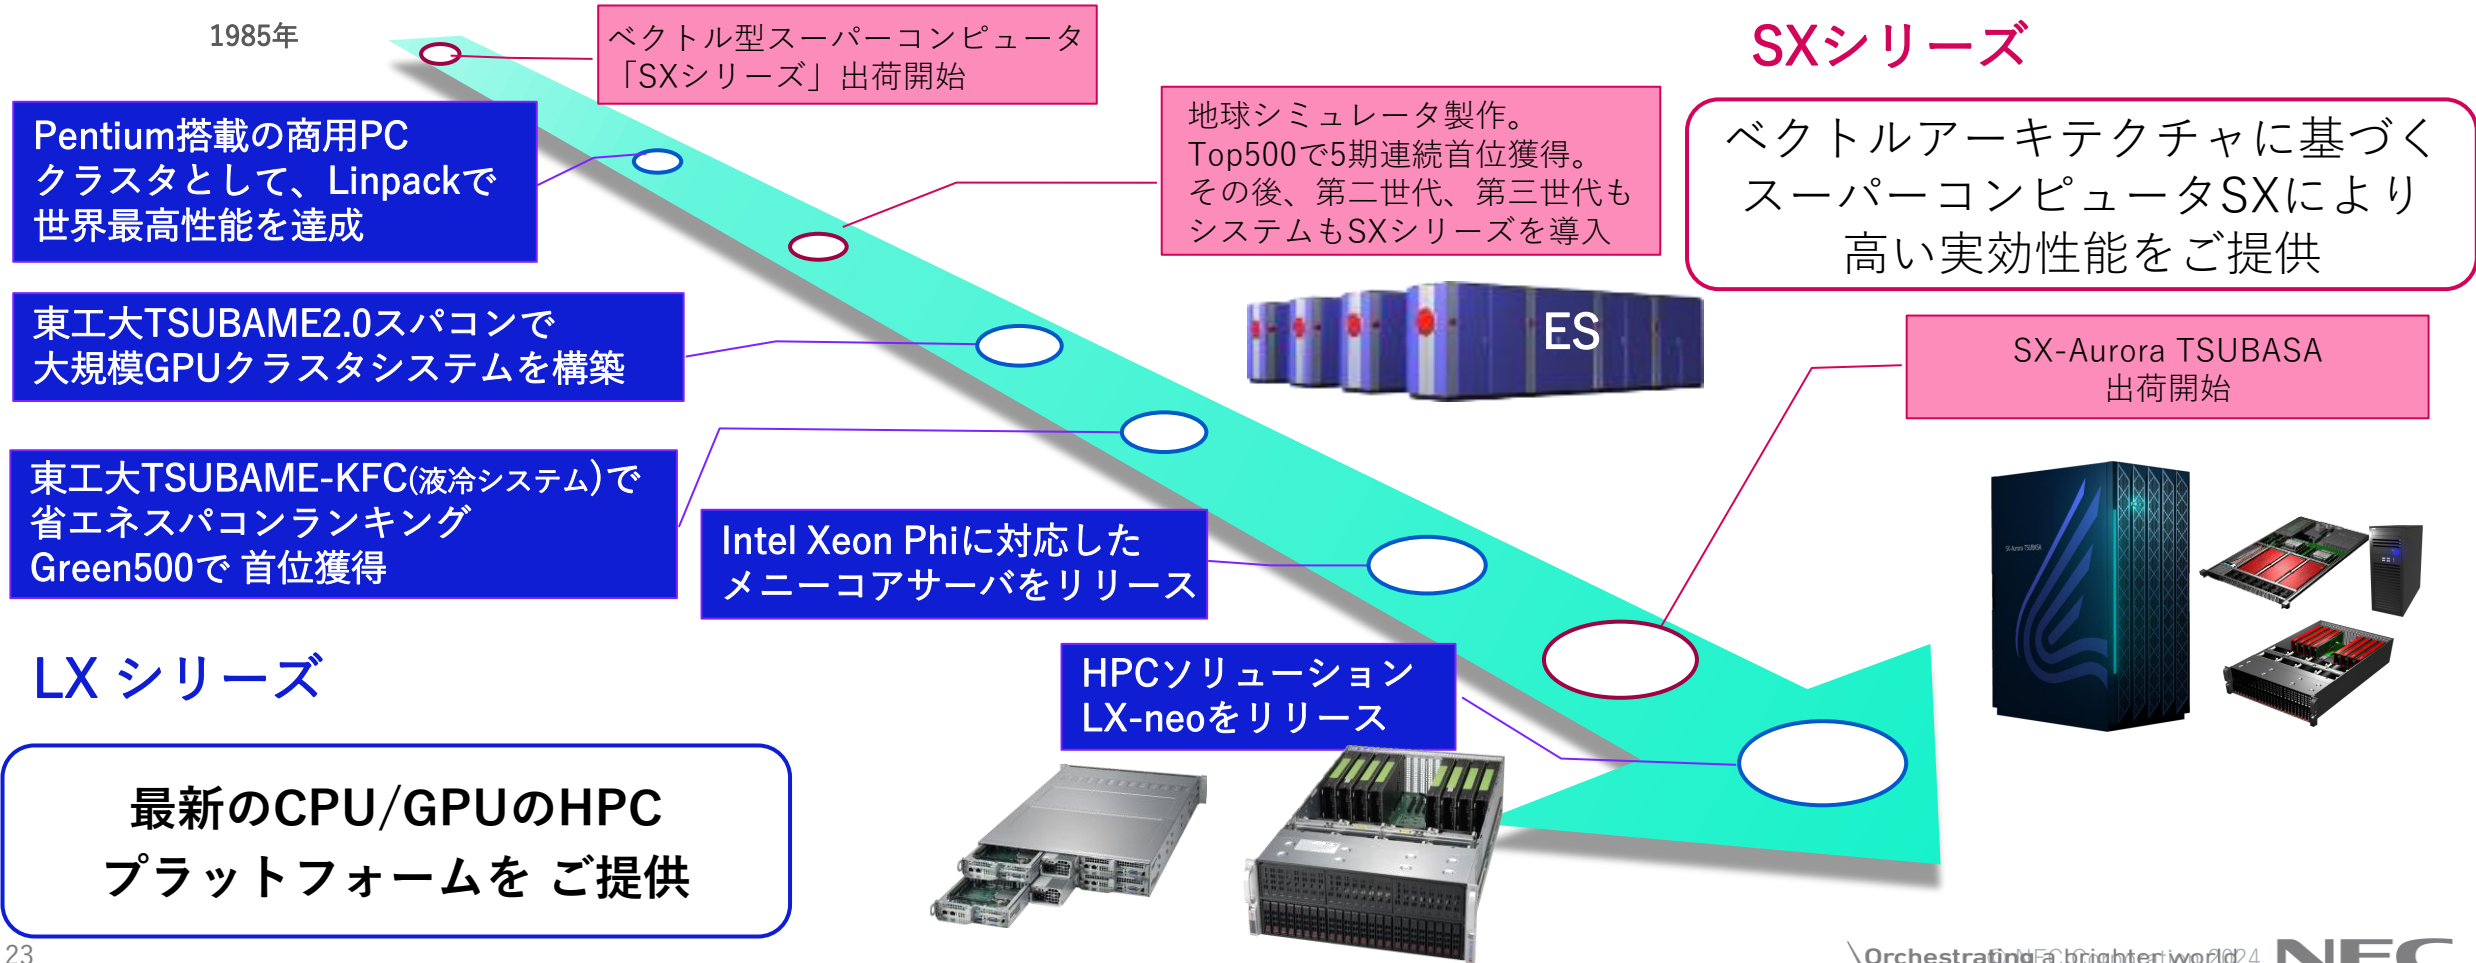 1985年
ベクトル型スーパーコンピュータ
「SXシリーズ」出荷開始
SXシリーズ
ベクトルアーキテクチャに基づく
スーパーコンピュータSXにより
高い実効性能をご提供
Pentium搭載の商用PC
クラスタとして、Linpackで
世界最高性能を達成
地球シミュレータ製作。
Top500で5期連続首位獲得。
その後、第二世代、第三世代も
システムもSXシリーズを導入
ES
東工大TSUBAME2.0スパコンで
大規模GPUクラスタシステムを構築
SX-Aurora TSUBASA
出荷開始
東工大TSUBAME-KFC(液冷システム)で
省エネスパコンランキング
Green500で 首位獲得
SX-Aurora TSUBASA
Intel Xeon Phiに対応した
メニーコアサーバをリリース
HPCソリューション
LX-neoをリリース
LX シリーズ
最新のCPU/GPUのHPC
プラットフォームを ご提供
23
\Orchestrating a brighter world
© NEC Corporation 2024
NEC